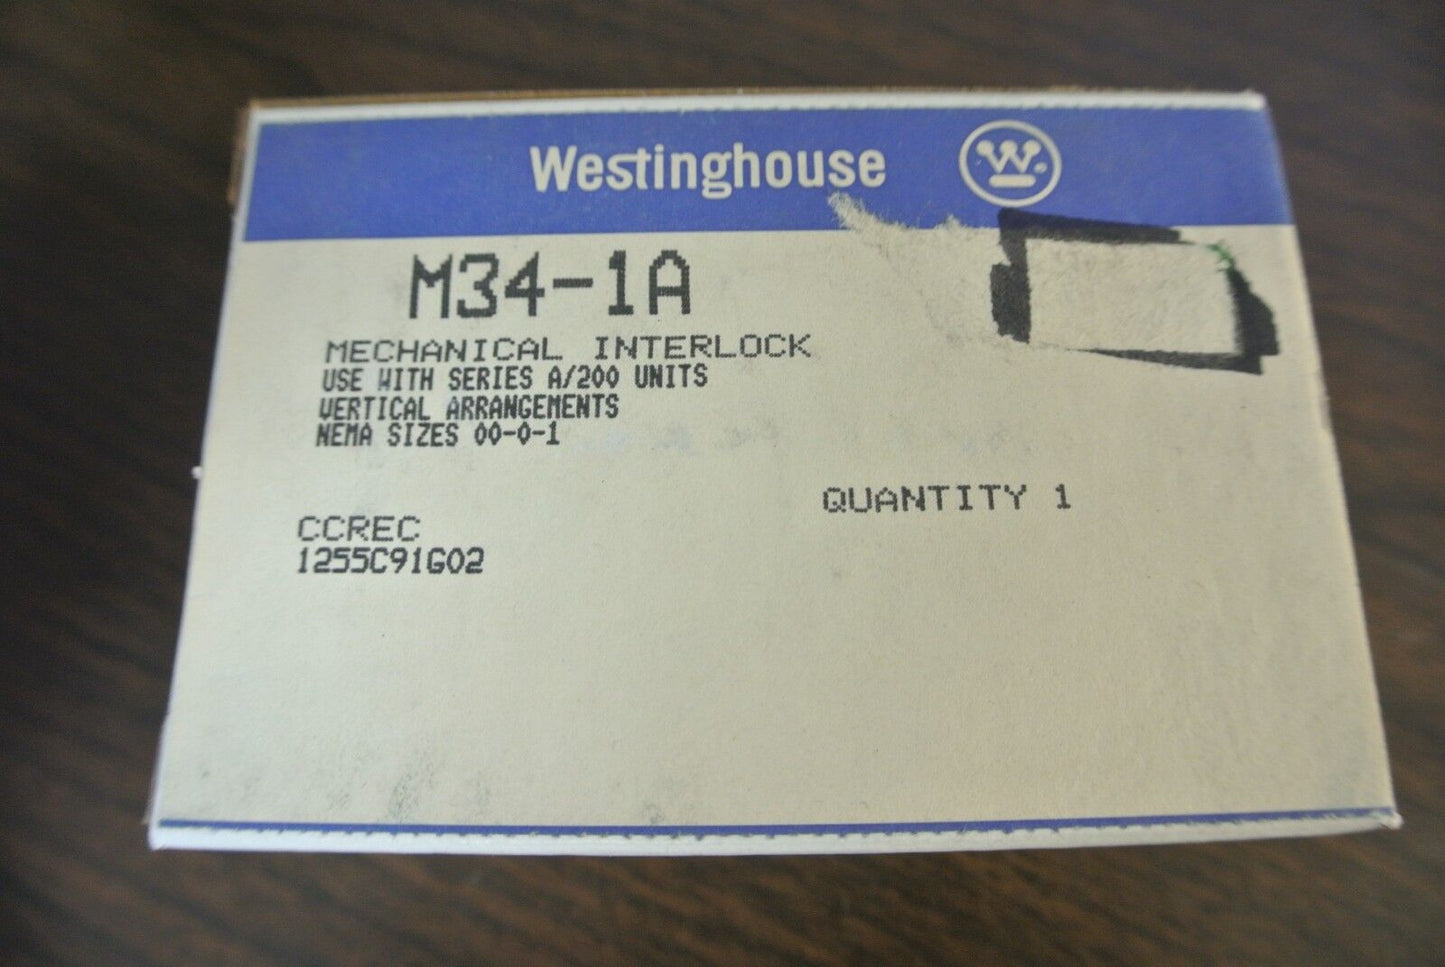 Westinghouse W
M34-1A
MECHANICAL INTERLOCK
USE WITH SERIES A/200 UNITS
VERTICAL ARRANGEMENTS
NEMA SIZES 00-0-1
QUANTITY 1
CCREC
1255C91G02